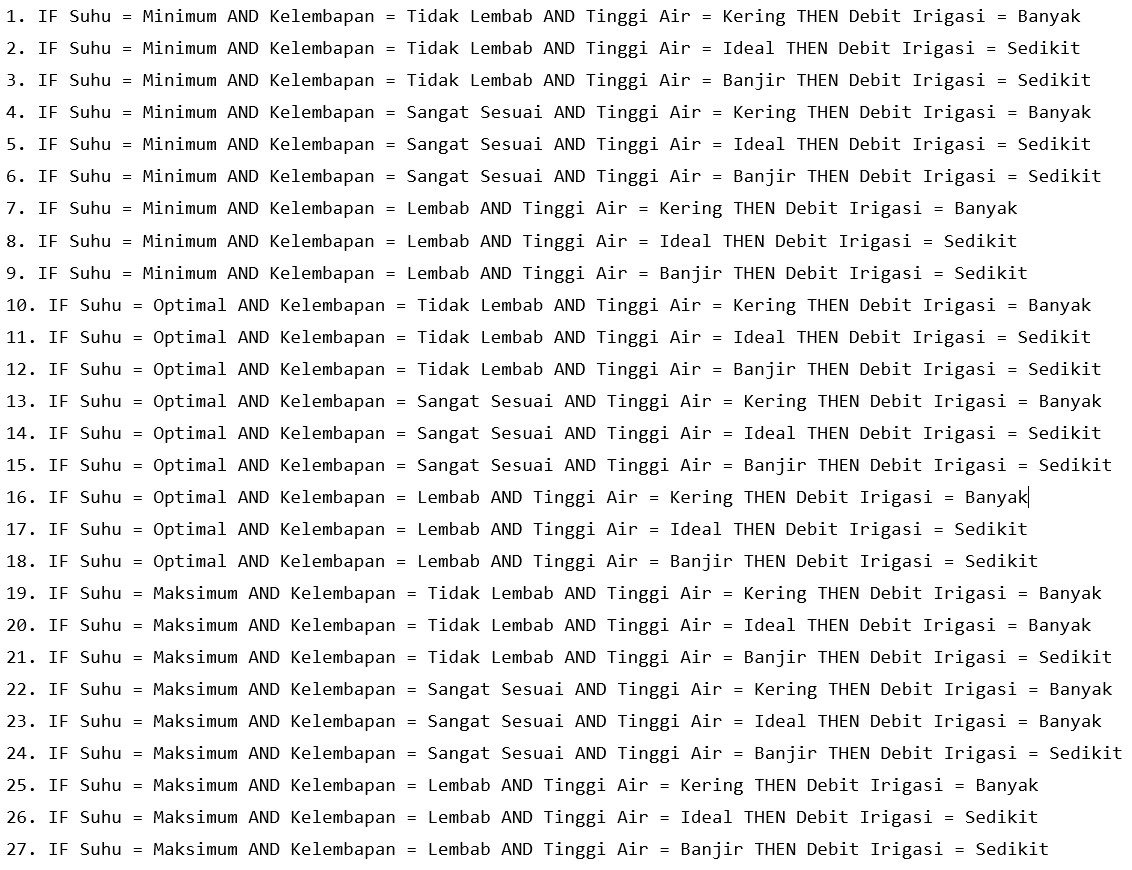 1. IF Suhu = Minimum AND Kelembapan = Tidak Lembab AND Tinggi Air = Kering THEN Debit Irigasi = Banyak
2. IF Suhu = Minimum AND Kelembapan = Tidak Lembab AND Tinggi Air = Ideal THEN Debit Irigasi = Sedikit
3. IF Suhu = Minimum AND Kelembapan = Tidak Lembab AND Tinggi Air = Banjir THEN Debit Irigasi = Sedikit
4. IF Suhu = Minimum AND Kelembapan = Sangat Sesuai AND Tinggi Air = Kering THEN Debit Irigasi = Banyak
5. IF Suhu = Minimum AND Kelembapan = Sangat Sesuai AND Tinggi Air = Ideal THEN Debit Irigasi = Sedikit
6. IF Suhu = Minimum AND Kelembapan = Sangat Sesuai AND Tinggi Air = Banjir THEN Debit Irigasi = Sedikit
7. IF Suhu = Minimum AND Kelembapan = Lembab AND Tinggi Air = Kering THEN Debit Irigasi = Banyak
8. IF Suhu = Minimum AND Kelembapan = Lembab AND Tinggi Air = Ideal THEN Debit Irigasi = Sedikit
9. IF Suhu = Minimum AND Kelembapan = Lembab AND Tinggi Air = Banjir THEN Debit Irigasi = Sedikit
10. IF Suhu = Optimal AND Kelembapan = Tidak Lembab AND Tinggi Air = Kering THEN Debit Irigasi = Banyak
11. IF Suhu = Optimal AND Kelembapan = Tidak Lembab AND Tinggi Air = Ideal THEN Debit Irigasi = Sedikit
12. IF Suhu = Optimal AND Kelembapan = Tidak Lembab AND Tinggi Air = Banjir THEN Debit Irigasi = Sedikit
13. IF Suhu = Optimal AND Kelembapan = Sangat Sesuai AND Tinggi Air = Kering THEN Debit Irigasi = Banyak
14. IF Suhu = Optimal AND Kelembapan = Sangat Sesuai AND Tinggi Air = Ideal THEN Debit Irigasi = Sedikit
15. IF Suhu = Optimal AND Kelembapan = Sangat Sesuai AND Tinggi Air = Banjir THEN Debit Irigasi = Sedikit
16. IF Suhu = Optimal AND Kelembapan = Lembab AND Tinggi Air = Kering THEN Debit Irigasi = Banyak
17. IF Suhu = Optimal AND Kelembapan = Lembab AND Tinggi Air = Ideal THEN Debit Irigasi = Sedikit
18. IF Suhu = Optimal AND Kelembapan = Lembab AND Tinggi Air = Banjir THEN Debit Irigasi = Sedikit
19. IF Suhu = Maksimum AND Kelembapan = Tidak Lembab AND Tinggi Air = Kering THEN Debit Irigasi = Banyak
20. IF Suhu = Maksimum AND Kelembapan = Tidak Lembab AND Tinggi Air = Ideal THEN Debit Irigasi = Banyak
21. IF Suhu = Maksimum AND Kelembapan = Tidak Lembab AND Tinggi Air = Banjir THEN Debit Irigasi = Sedikit
22. IF Suhu = Maksimum AND Kelembapan = Sangat Sesuai AND Tinggi Air = Kering THEN Debit Irigasi = Banyak
23. IF Suhu = Maksimum AND Kelembapan = Sangat Sesuai AND Tinggi Air = Ideal THEN Debit Irigasi = Banyak
24. IF Suhu = Maksimum AND Kelembapan = Sangat Sesuai AND Tinggi Air = Banjir THEN Debit Irigasi = Sedikit
25. IF Suhu = Maksimum AND Kelembapan = Lembab AND Tinggi Air = Kering THEN Debit Irigasi = Banyak
26. IF Suhu = Maksimum AND Kelembapan = Lembab AND Tinggi Air = Ideal THEN Debit Irigasi = Sedikit
27. IF Suhu = Maksimum AND Kelembapan = Lembab AND Tinggi Air = Banjir THEN Debit Irigasi = Sedikit